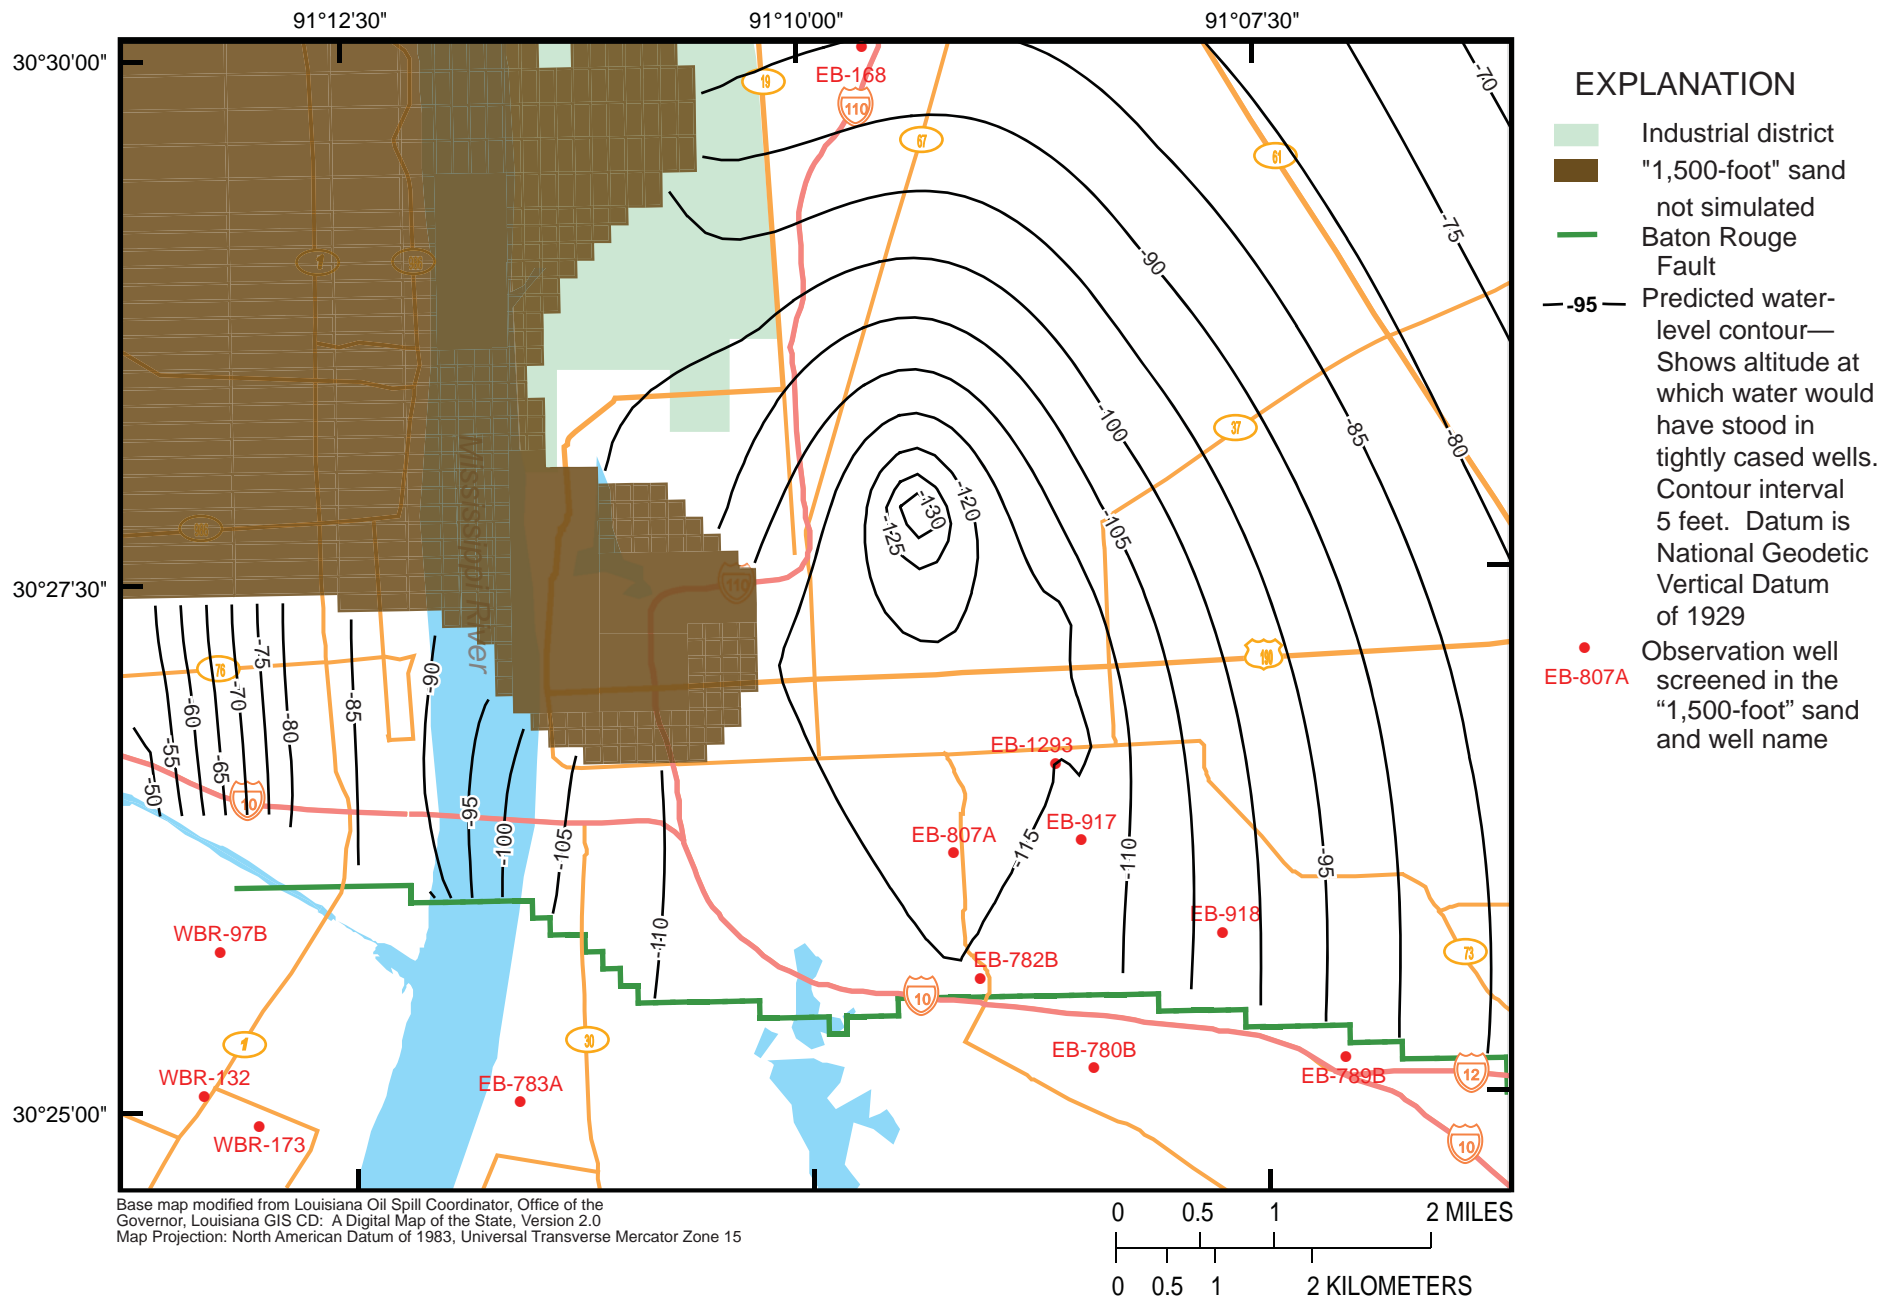 91°12'30"
91°10'00"
91°07'30"
30°30'00"
30°27'30"
30°25'00"
EB-168
19
110
67
61
-70
-75
-90
1
37
-80
-85
-100
-105
-120
-130
-125
110
190
Mississippi River
76
-75
-70
-60
-80
-85
-90
-55
-65
-50
10
-95
-100
-105
-110
EB-1293
EB-917
EB-807A
-115
-110
-95
EB-918
73
WBR-97B
EB-782B
10
1
30
EB-780B
EB-789B
12
WBR-132
EB-783A
WBR-173
10
EXPLANATION
Industrial district
"1,500-foot" sand
not simulated
Baton Rouge
Fault
-95
Predicted water-
level contour—
Shows altitude at
which water would
have stood in
tightly cased wells.
Contour interval
5 feet. Datum is
National Geodetic
Vertical Datum
of 1929
EB-807A
Observation well
screened in the
“1,500-foot” sand
and well name
Base map modified from Louisiana Oil Spill Coordinator, Office of the
Governor, Louisiana GIS CD: A Digital Map of the State, Version 2.0
Map Projection: North American Datum of 1983, Universal Transverse Mercator Zone 15
0 0.5 1 2 MILES
0 0.5 1 2 KILOMETERS